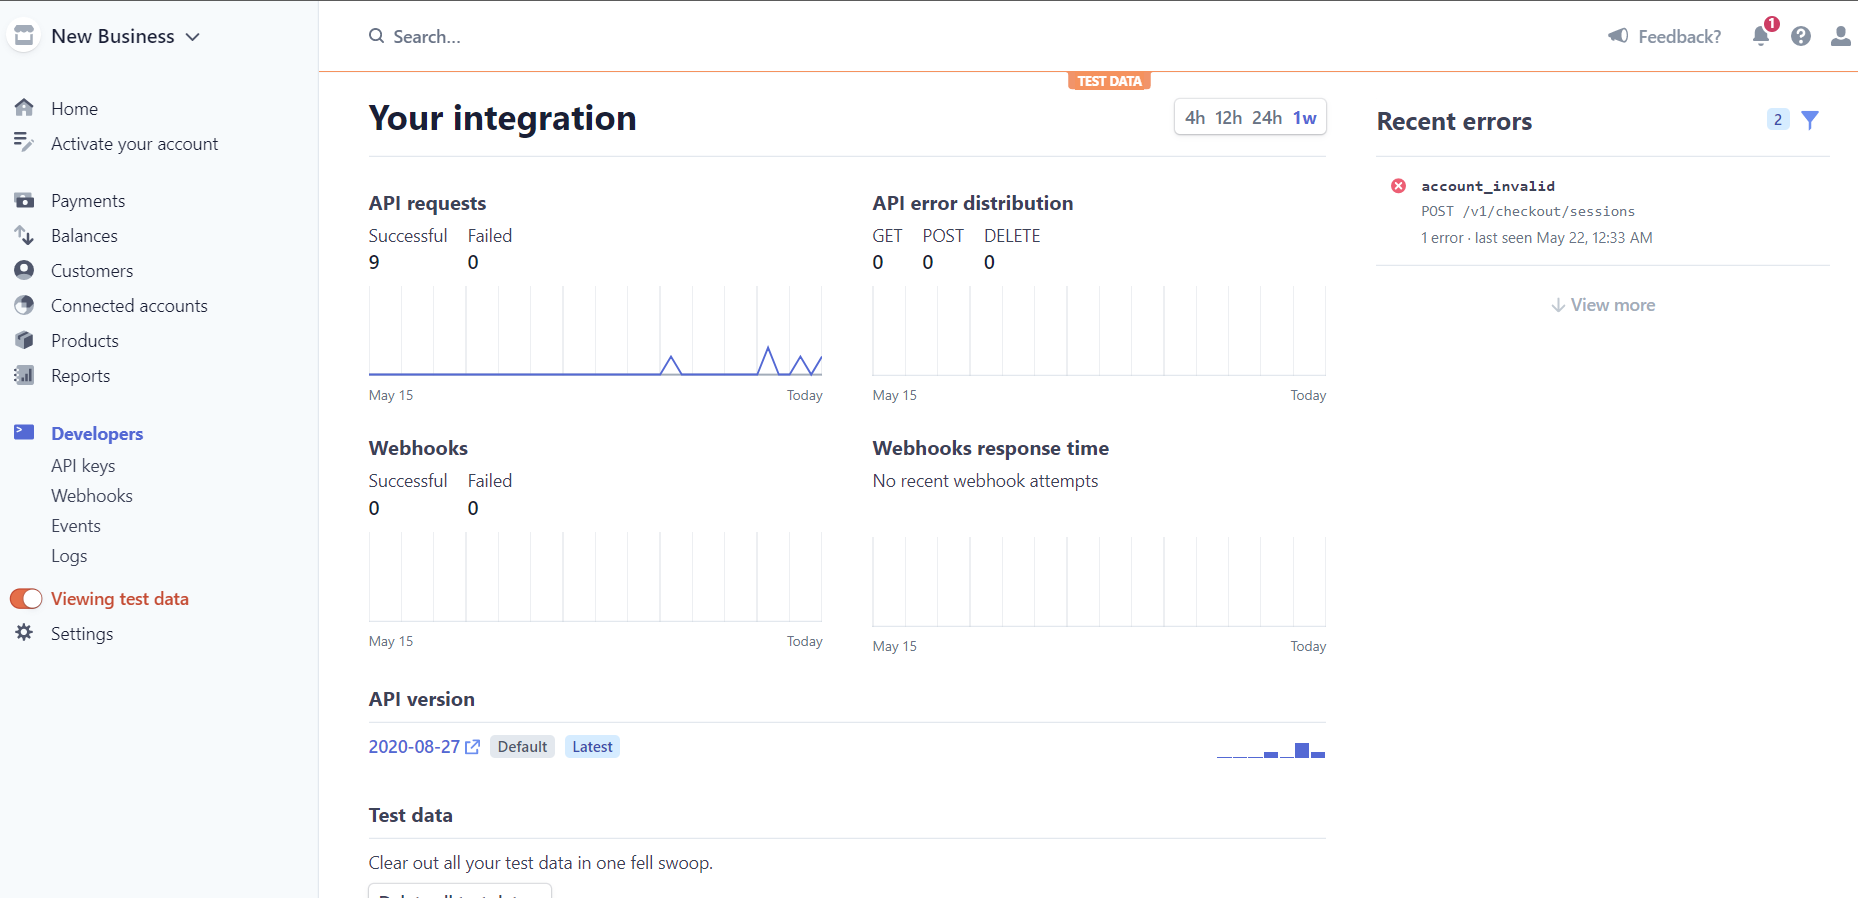 New Business
Search...
Feedback?
1
Home
Activate your account
Payments
Balances
Customers
Connected accounts
Products
Reports
Developers
API keys
Webhooks
Events
Logs
Viewing test data
Settings
TEST DATA
Your integration
4h 12h 24h 1w
API requests
Successful Failed
9 0
May 15 Today
API error distribution
GET POST DELETE
0 0 0
May 15 Today
Webhooks
Successful Failed
0 0
May 15 Today
Webhooks response time
No recent webhook attempts
May 15 Today
API version
2020-08-27 Default Latest
Test data
Clear out all your test data in one fell swoop.
Recent errors
2
account_invalid
POST /v1/checkout/sessions
1 error · last seen May 22, 12:33 AM
View more